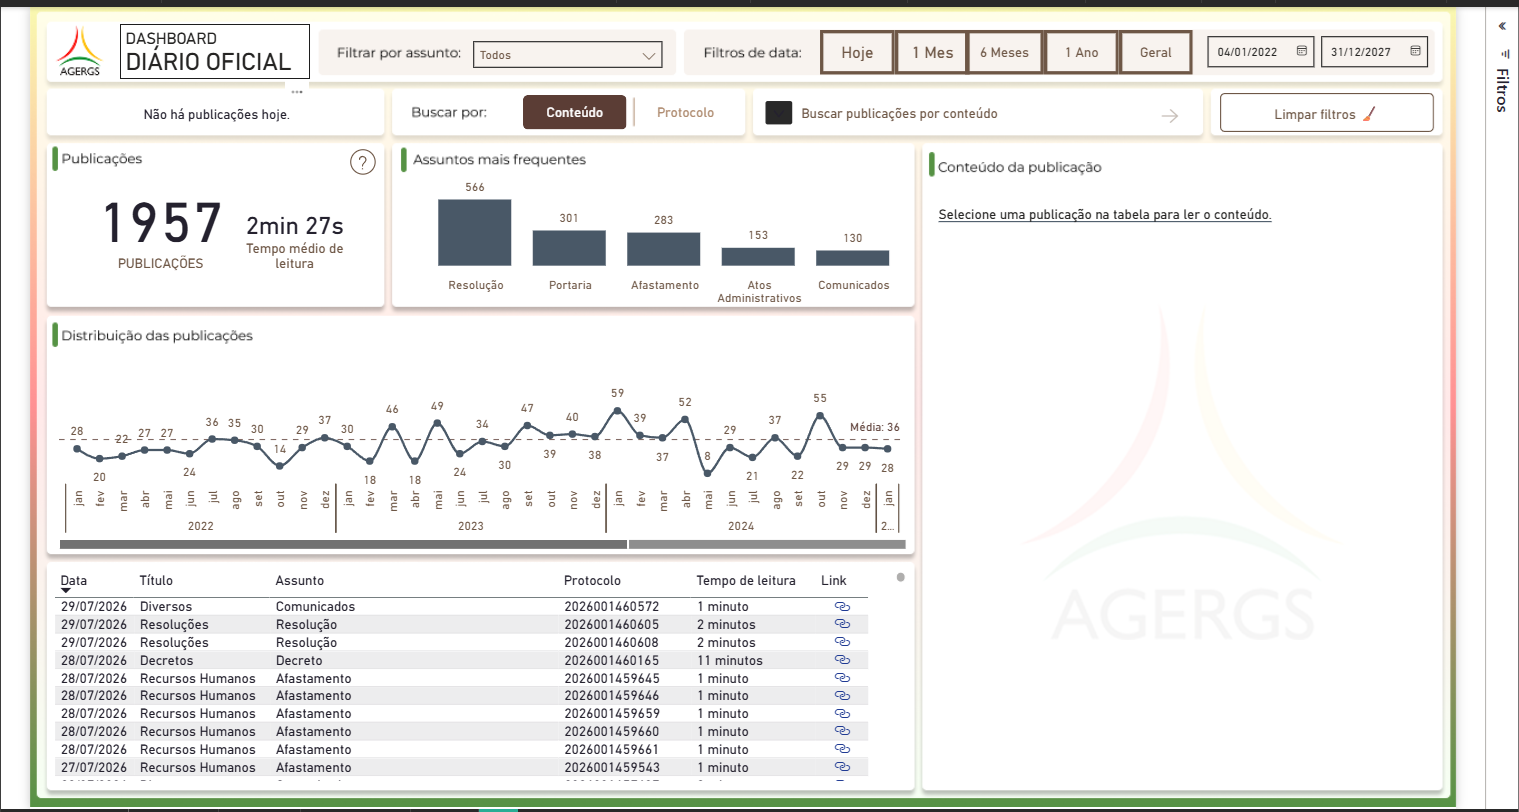 AGERGS
DASHBOARD
DIÁRIO OFICIAL
Filtrar por assunto:
Todos
Filtros de data:
Hoje
1 Mes
6 Meses
1 Ano
Geral
04/01/2022
31/12/2027
Filtros
Não há publicações hoje.
Buscar por:
Conteúdo
Protocolo
Buscar publicações por conteúdo
Limpar filtros
Publicações
?
1957
PUBLICAÇÕES
2min 27s
Tempo médio de
leitura
Assuntos mais frequentes
566
301
283
153
130
Resolução
Portaria
Afastamento
Atos
Administrativos
Comunicados
Conteúdo da publicação
Selecione uma publicação na tabela para ler o conteúdo.
AGERGS
Distribuição das publicações
28 20 22 27 27 24 36 35 30 14 29 37 30 18 46 18 49 24 34 30 47 39 40 38 59 39 37 52 8 29 21 37 22 55 29 29 28
Média: 36
jan fev mar abr mai jun jul ago set out nov dez jan fev mar abr mai jun jul ago set out nov dez jan fev mar abr mai jun jul ago set out nov dez jan
2022 2023 2024 2...
Data Título Assunto Protocolo Tempo de leitura Link
29/07/2026 Diversos Comunicados 2026001460572 1 minuto
29/07/2026 Resoluções Resolução 2026001460605 2 minutos
29/07/2026 Resoluções Resolução 2026001460608 2 minutos
28/07/2026 Decretos Decreto 2026001460165 11 minutos
28/07/2026 Recursos Humanos Afastamento 2026001459645 1 minuto
28/07/2026 Recursos Humanos Afastamento 2026001459646 1 minuto
28/07/2026 Recursos Humanos Afastamento 2026001459659 1 minuto
28/07/2026 Recursos Humanos Afastamento 2026001459660 1 minuto
28/07/2026 Recursos Humanos Afastamento 2026001459661 1 minuto
27/07/2026 Recursos Humanos Afastamento 2026001459543 1 minuto